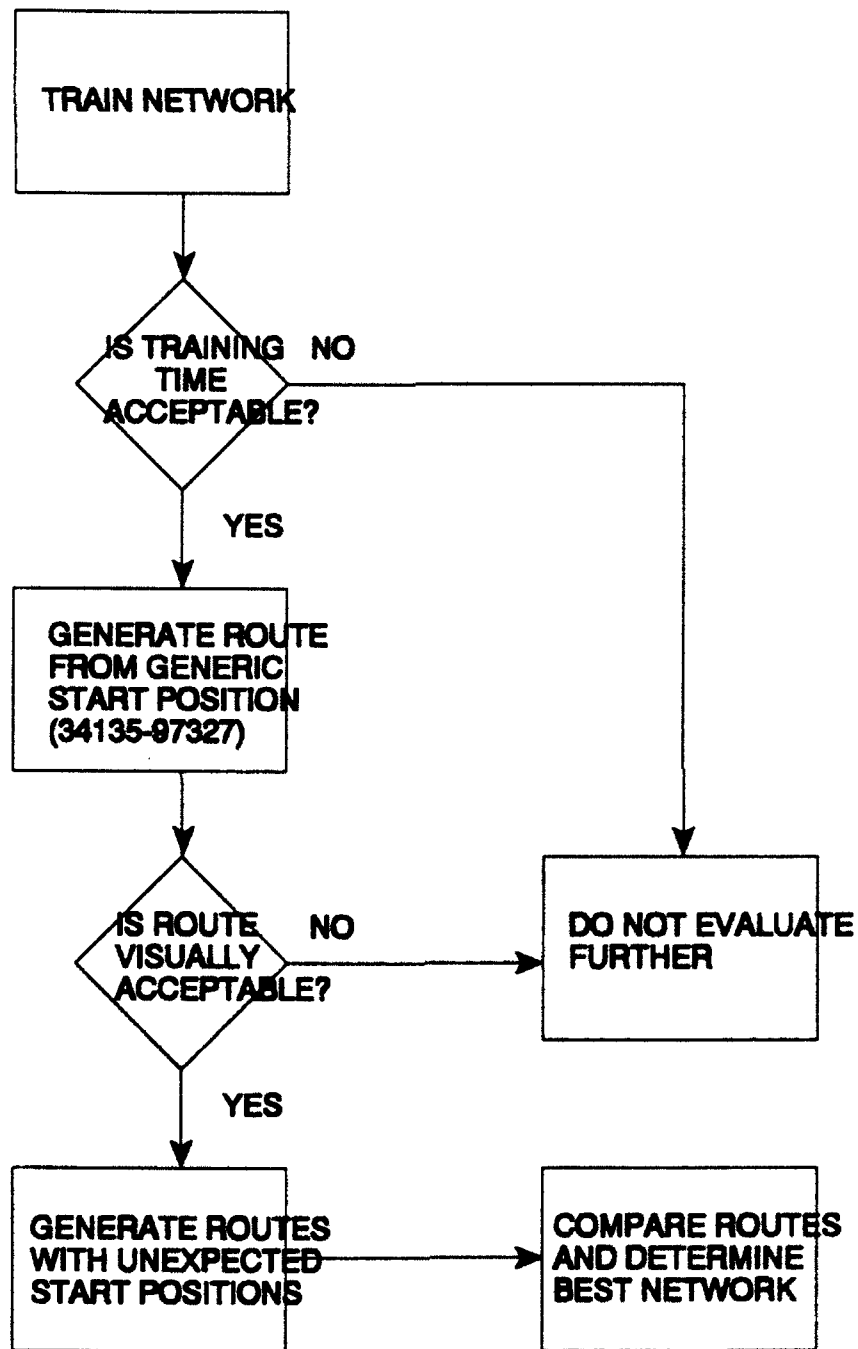 TRAIN NETWORK
IS TRAINING NO
TIME
ACCEPTABLE?
YES
GENERATE ROUTE
FROM GENERIC
START POSITION
(34135-97327)
IS ROUTE NO
VISUALLY
ACCEPTABLE?
DO NOT EVALUATE
FURTHER
YES
GENERATE ROUTES
WITH UNEXPECTED
START POSITIONS
COMPARE ROUTES
AND DETERMINE
BEST NETWORK